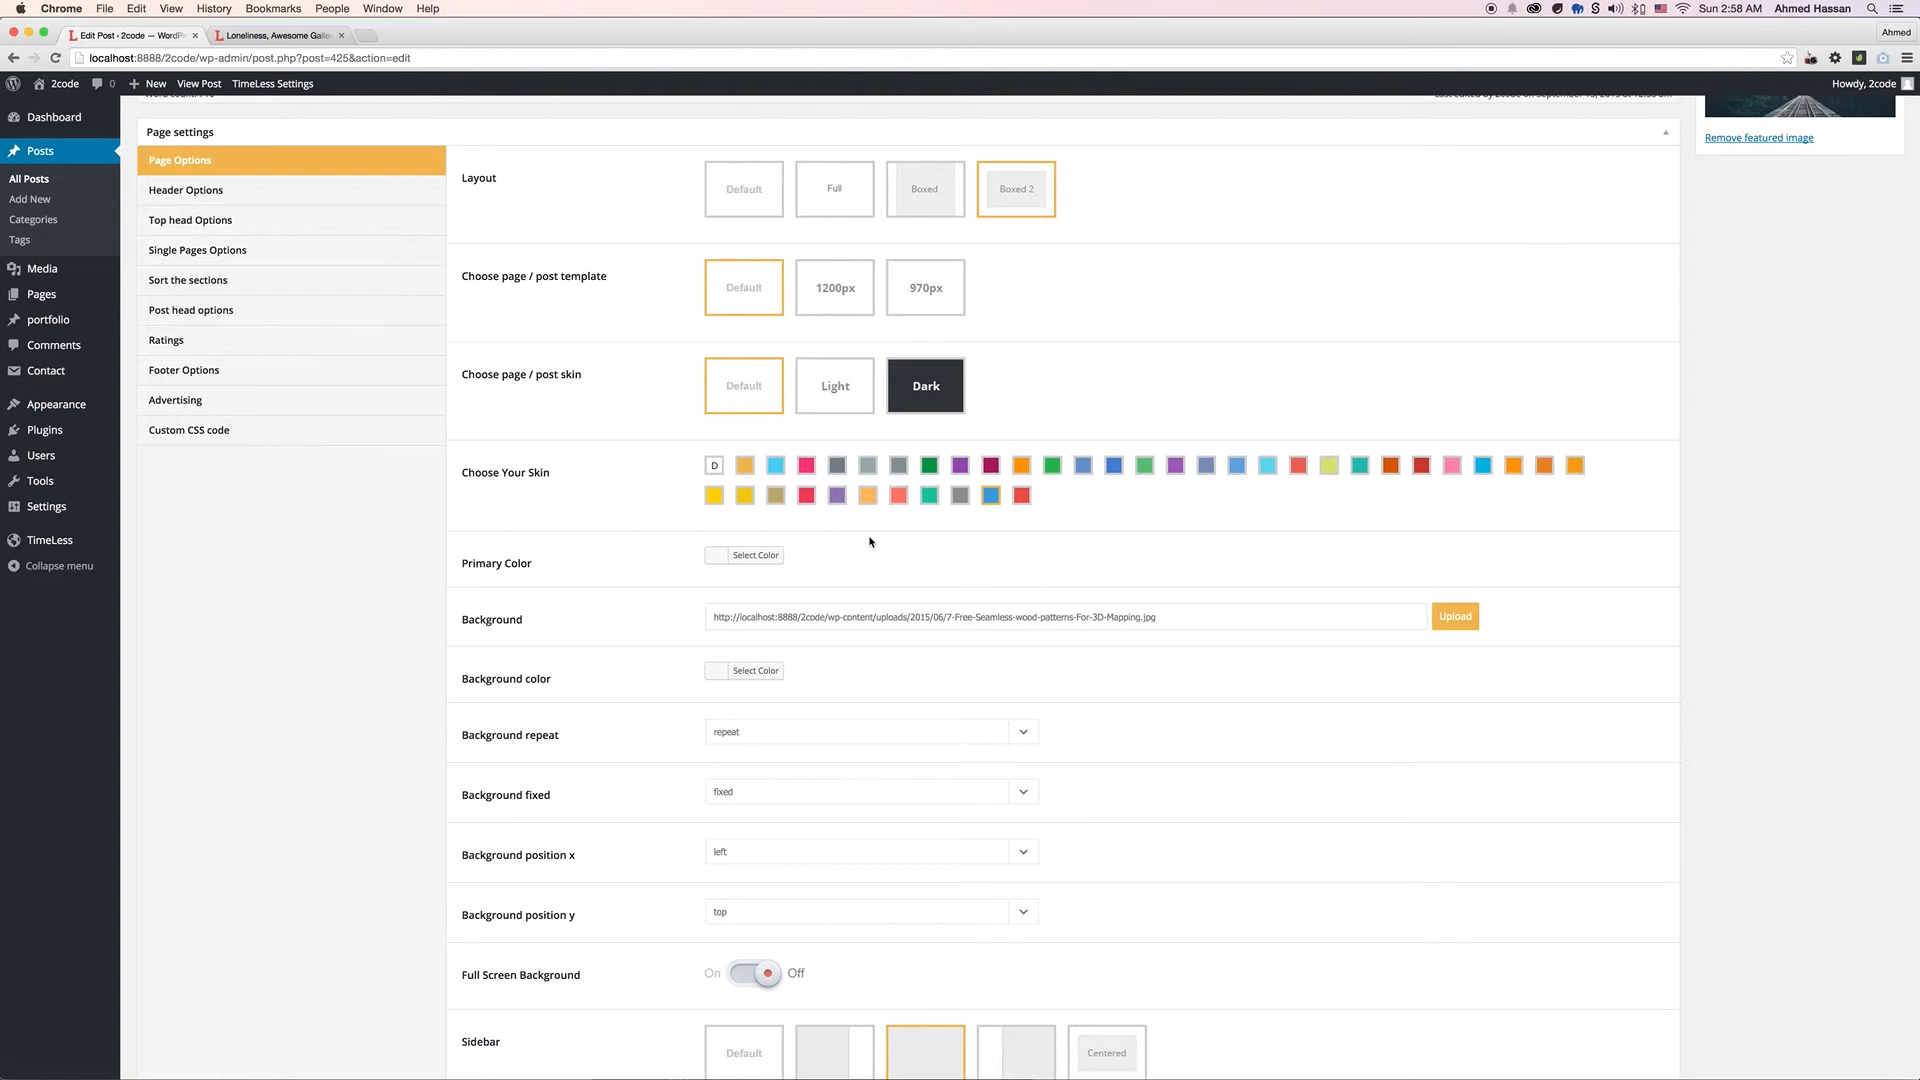 Chrome File Edit View History Bookmarks People Window Help Sun 2:58 AM Ahmed Hassan
Edit Post ‹ 2code — WordPr Loneliness, Awesome Galle Ahmed
localhost:8888/2code/wp-admin/post.php?post=425&action=edit
2code 0 New View Post TimeLess Settings Howdy, 2code
Dashboard
Posts
All Posts
Add New
Categories
Tags
Media
Pages
portfolio
Comments
Contact
Appearance
Plugins
Users
Tools
Settings
TimeLess
Collapse menu
Page settings
Page Options
Header Options
Top head Options
Single Pages Options
Sort the sections
Post head options
Ratings
Footer Options
Advertising
Custom CSS code
Layout Default Full Boxed Boxed 2
Choose page / post template Default 1200px 970px
Choose page / post skin Default Light Dark
Choose Your Skin D
Primary Color Select Color
Background http://localhost:8888/2code/wp-content/uploads/2015/06/7-Free-Seamless-wood-patterns-For-3D-Mapping.jpg Upload
Background color Select Color
Background repeat repeat
Background fixed fixed
Background position x left
Background position y top
Full Screen Background On Off
Sidebar Default Centered
Remove featured image